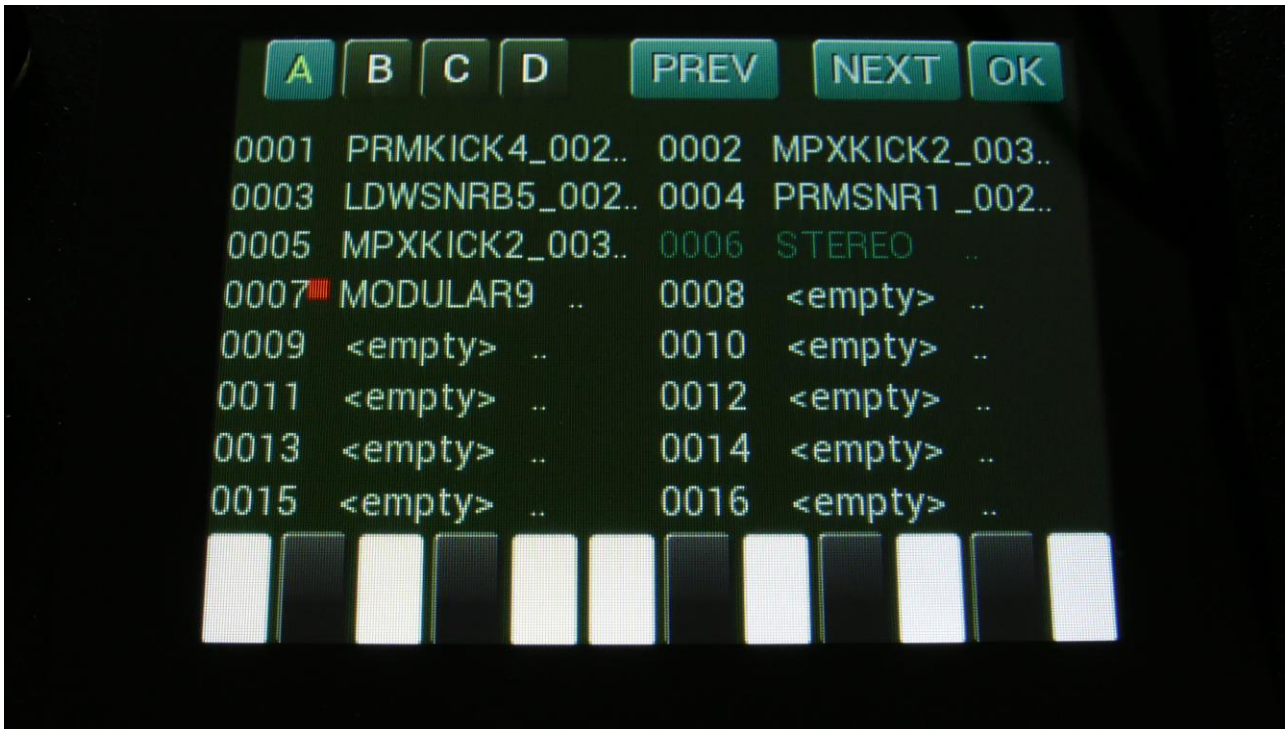 A B C D PREV NEXT OK
0001 PRMKICK4_002.. 0002 MPXKICK2_003..
0003 LDWSNRB5_002.. 0004 PRMSNR1 _002..
0005 MPXKICK2_003.. 0006 STEREO ..
0007 MODULAR9 .. 0008 <empty> ..
0009 <empty> .. 0010 <empty> ..
0011 <empty> .. 0012 <empty> ..
0013 <empty> .. 0014 <empty> ..
0015 <empty> .. 0016 <empty> ..